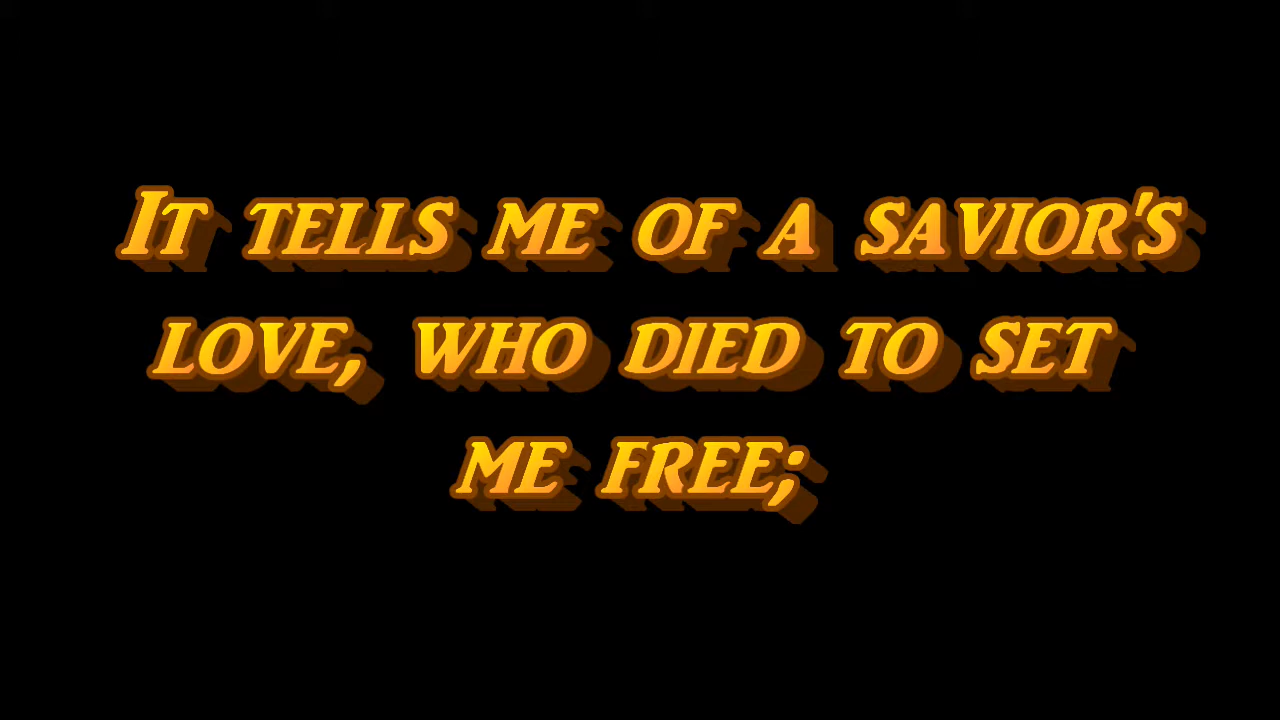 It tells me of a savior's
love, who died to set
me free;